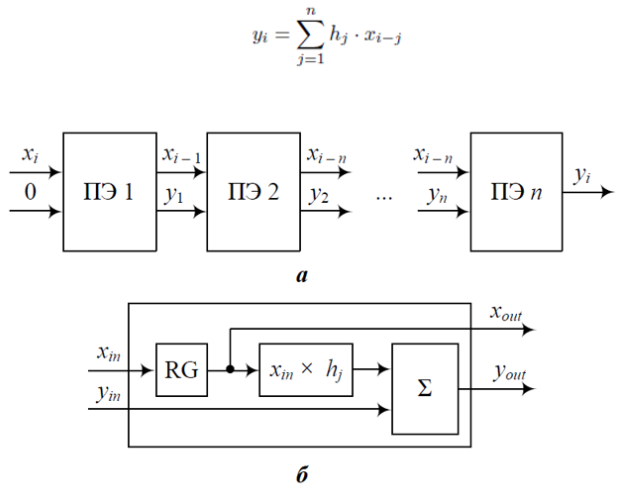 n
y_i = ∑ h_j · x_{i−j}
j=1
x_i x_{i−1} x_{i−n} x_{i−n}
ПЭ 1 ПЭ 2 ... ПЭ n y_i
0 y_1 y_2 y_n
а
x_out
x_in RG x_in × h_j Σ y_out
y_in
б